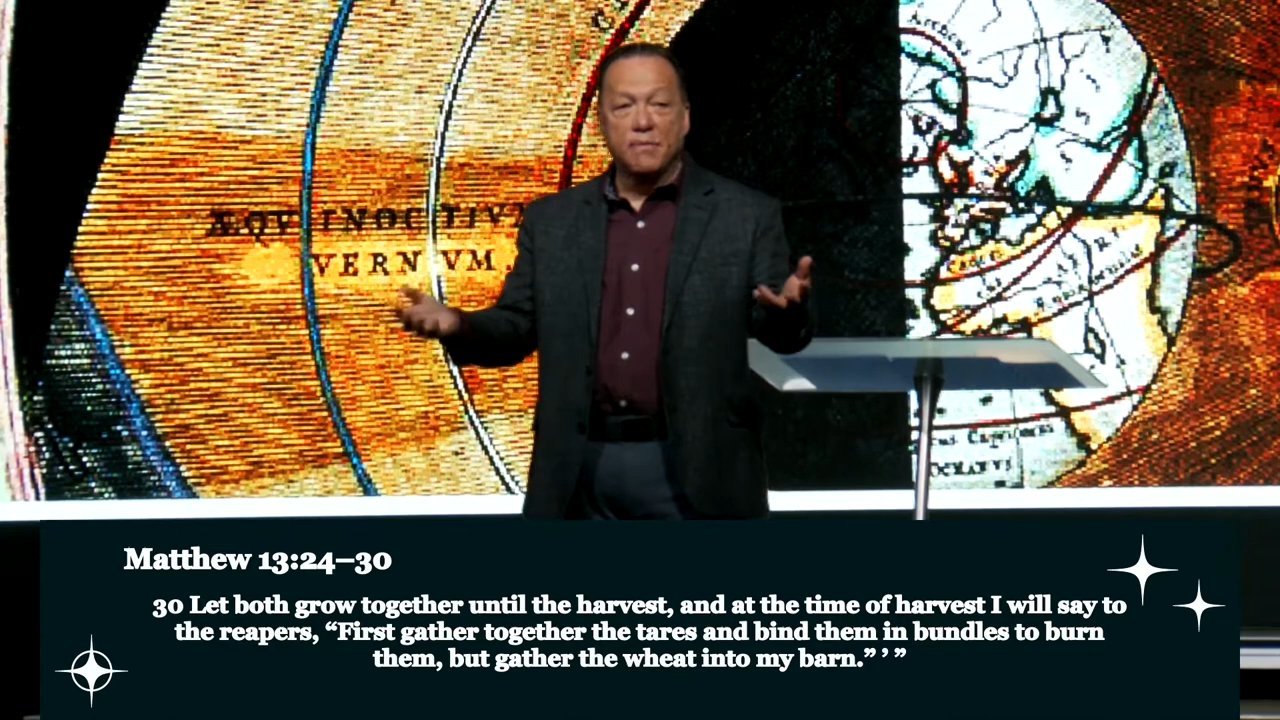 ÆQVINOCTIV
VERNVM.
Matthew 13:24–30
30 Let both grow together until the harvest, and at the time of harvest I will say to
the reapers, “First gather together the tares and bind them in bundles to burn
them, but gather the wheat into my barn.” ’ ”